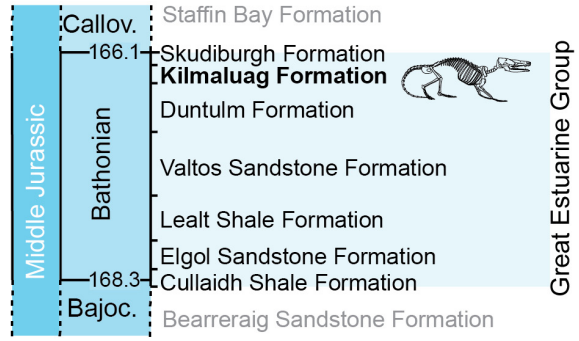 Staffin Bay Formation
Callov.
166.1
Skudiburgh Formation
Kilmaluag Formation
Duntulm Formation
Valtos Sandstone Formation
Lealt Shale Formation
Elgol Sandstone Formation
168.3
Cullaidh Shale Formation
Bajoc.
Bearreraig Sandstone Formation
Middle Jurassic
Bathonian
Great Estuarine Group